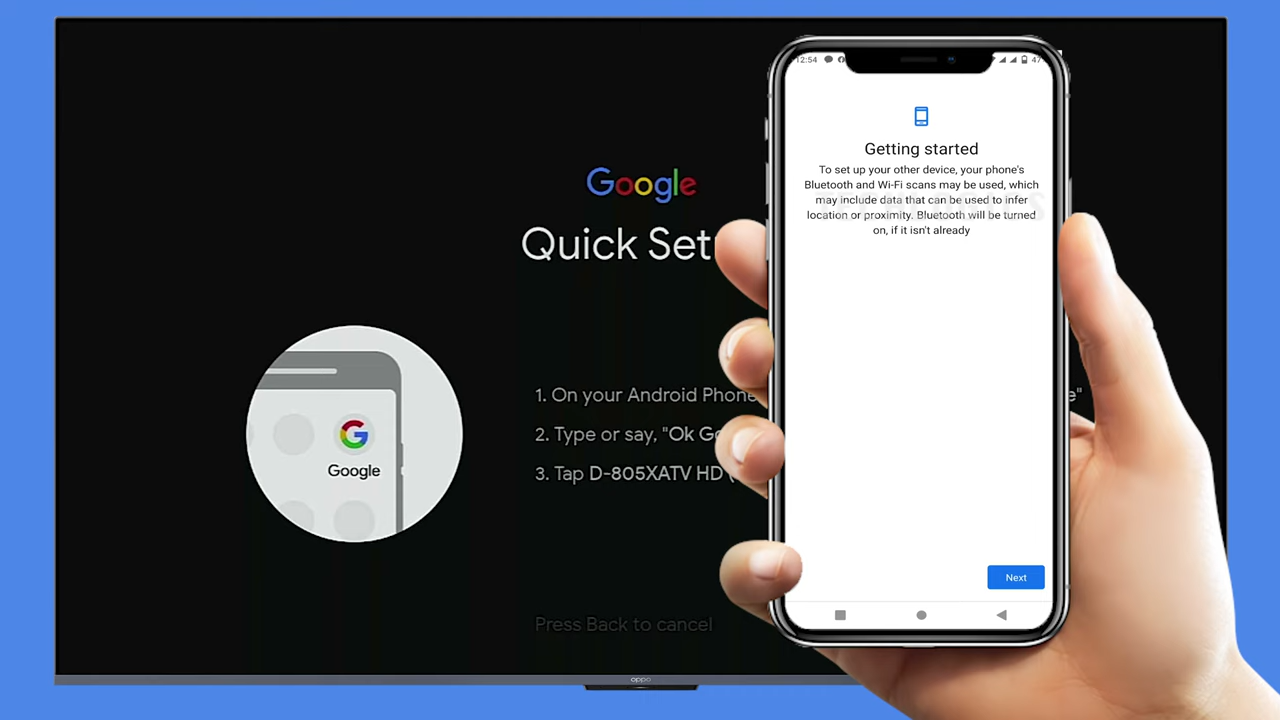 12:54
47
Getting started
To set up your other device, your phone's
Bluetooth and Wi-Fi scans may be used, which
may include data that can be used to infer
location or proximity. Bluetooth will be turned
on, if it isn't already
Next
Google
Quick Set
1. On your Android Phone e"
2. Type or say, "Ok Go
3. Tap D-805XATV HD (
Google
Press Back to cancel
oppo